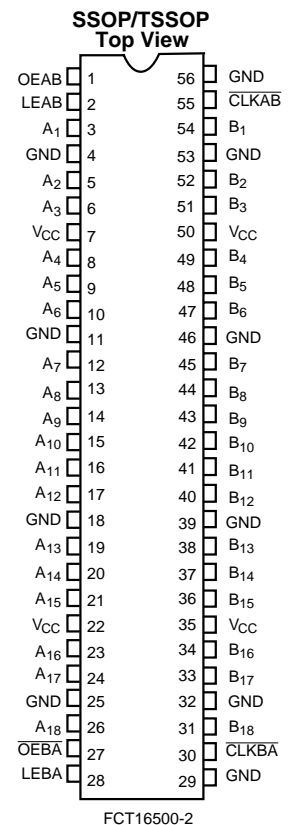 SSOP/TSSOP
Top View
OEAB 1 56 GND
LEAB 2 55 CLKAB
A1 3 54 B1
GND 4 53 GND
A2 5 52 B2
A3 6 51 B3
VCC 7 50 VCC
A4 8 49 B4
A5 9 48 B5
A6 10 47 B6
GND 11 46 GND
A7 12 45 B7
A8 13 44 B8
A9 14 43 B9
A10 15 42 B10
A11 16 41 B11
A12 17 40 B12
GND 18 39 GND
A13 19 38 B13
A14 20 37 B14
A15 21 36 B15
VCC 22 35 VCC
A16 23 34 B16
A17 24 33 B17
GND 25 32 GND
A18 26 31 B18
OEBA 27 30 CLKBA
LEBA 28 29 GND
FCT16500-2